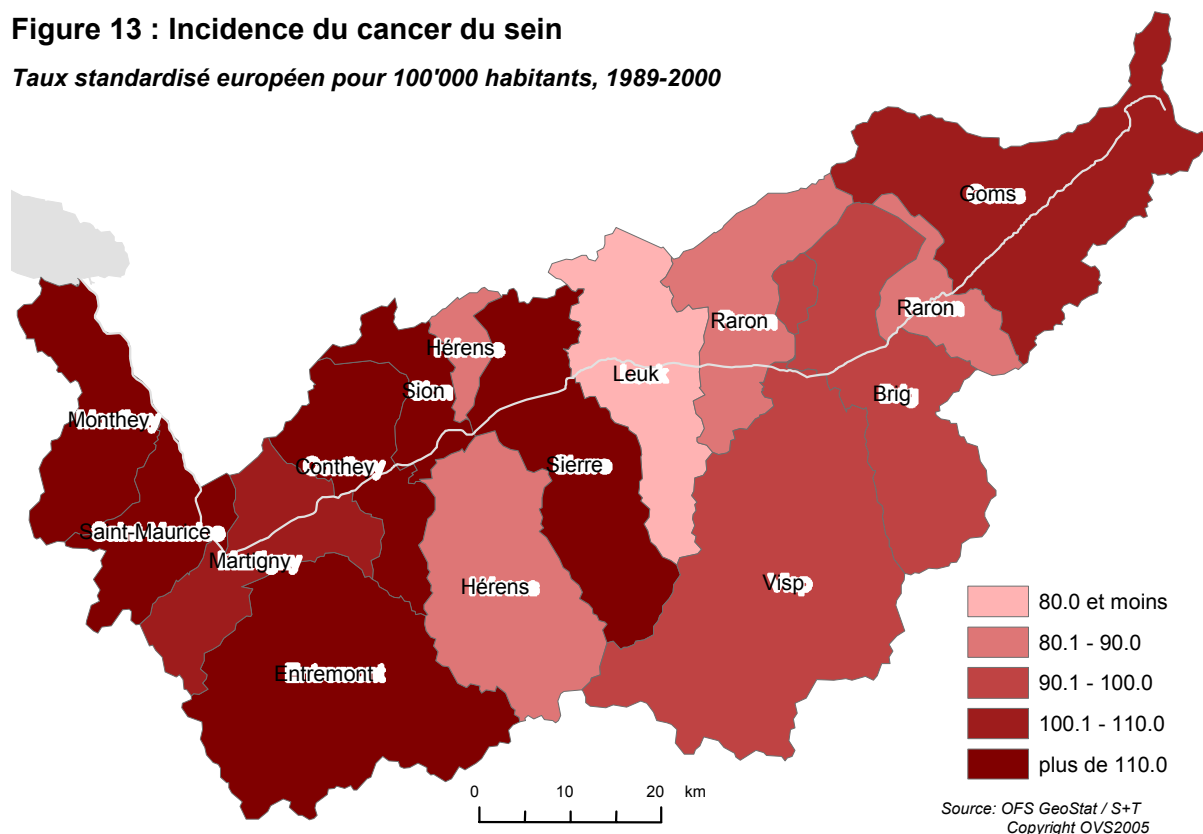 Figure 13 : Incidence du cancer du sein
Taux standardisé européen pour 100'000 habitants, 1989-2000
Goms
Raron
Raron
Hérens
Leuk
Sion
Brig
Monthey
Conthey
Sierre
Saint-Maurice
Martigny
Hérens
Visp
Entremont
80.0 et moins
80.1 - 90.0
90.1 - 100.0
100.1 - 110.0
plus de 110.0
0 10 20 km
Source: OFS GeoStat / S+T
Copyright OVS2005